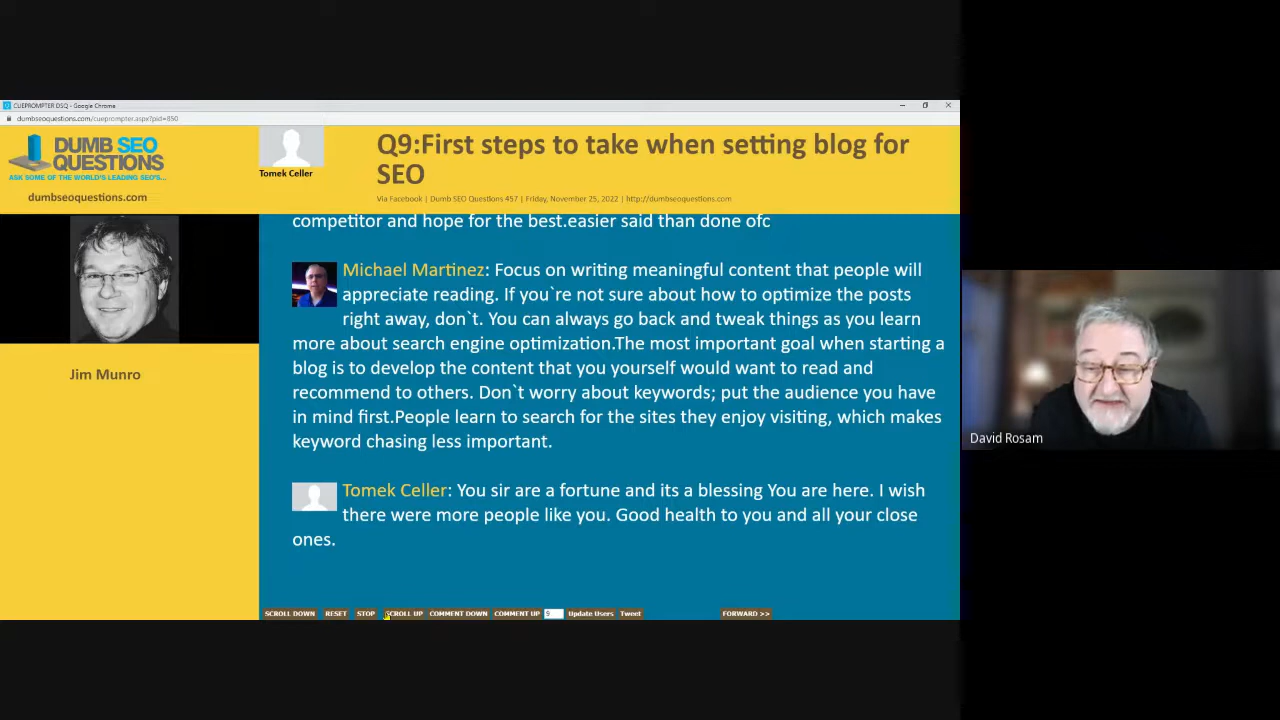 CUEPROMPTER DSQ - Google Chrome
dumbseoquestions.com/cueprompter.aspx?pid=850
DUMB SEO
QUESTIONS
ASK SOME OF THE WORLD'S LEADING SEO'S...
dumbseoquestions.com
Tomek Celler
Q9:First steps to take when setting blog for
SEO
Via Facebook | Dumb SEO Questions 457 | Friday, November 25, 2022 | http://dumbseoquestions.com
Jim Munro
competitor and hope for the best.easier said than done ofc
Michael Martinez: Focus on writing meaningful content that people will
appreciate reading. If you`re not sure about how to optimize the posts
right away, don`t. You can always go back and tweak things as you learn
more about search engine optimization.The most important goal when starting a
blog is to develop the content that you yourself would want to read and
recommend to others. Don`t worry about keywords; put the audience you have
in mind first.People learn to search for the sites they enjoy visiting, which makes
keyword chasing less important.
Tomek Celler: You sir are a fortune and its a blessing You are here. I wish
there were more people like you. Good health to you and all your close
ones.
SCROLL DOWN RESET STOP SCROLL UP COMMENT DOWN COMMENT UP 9 Update Users Tweet FORWARD >>
David Rosam